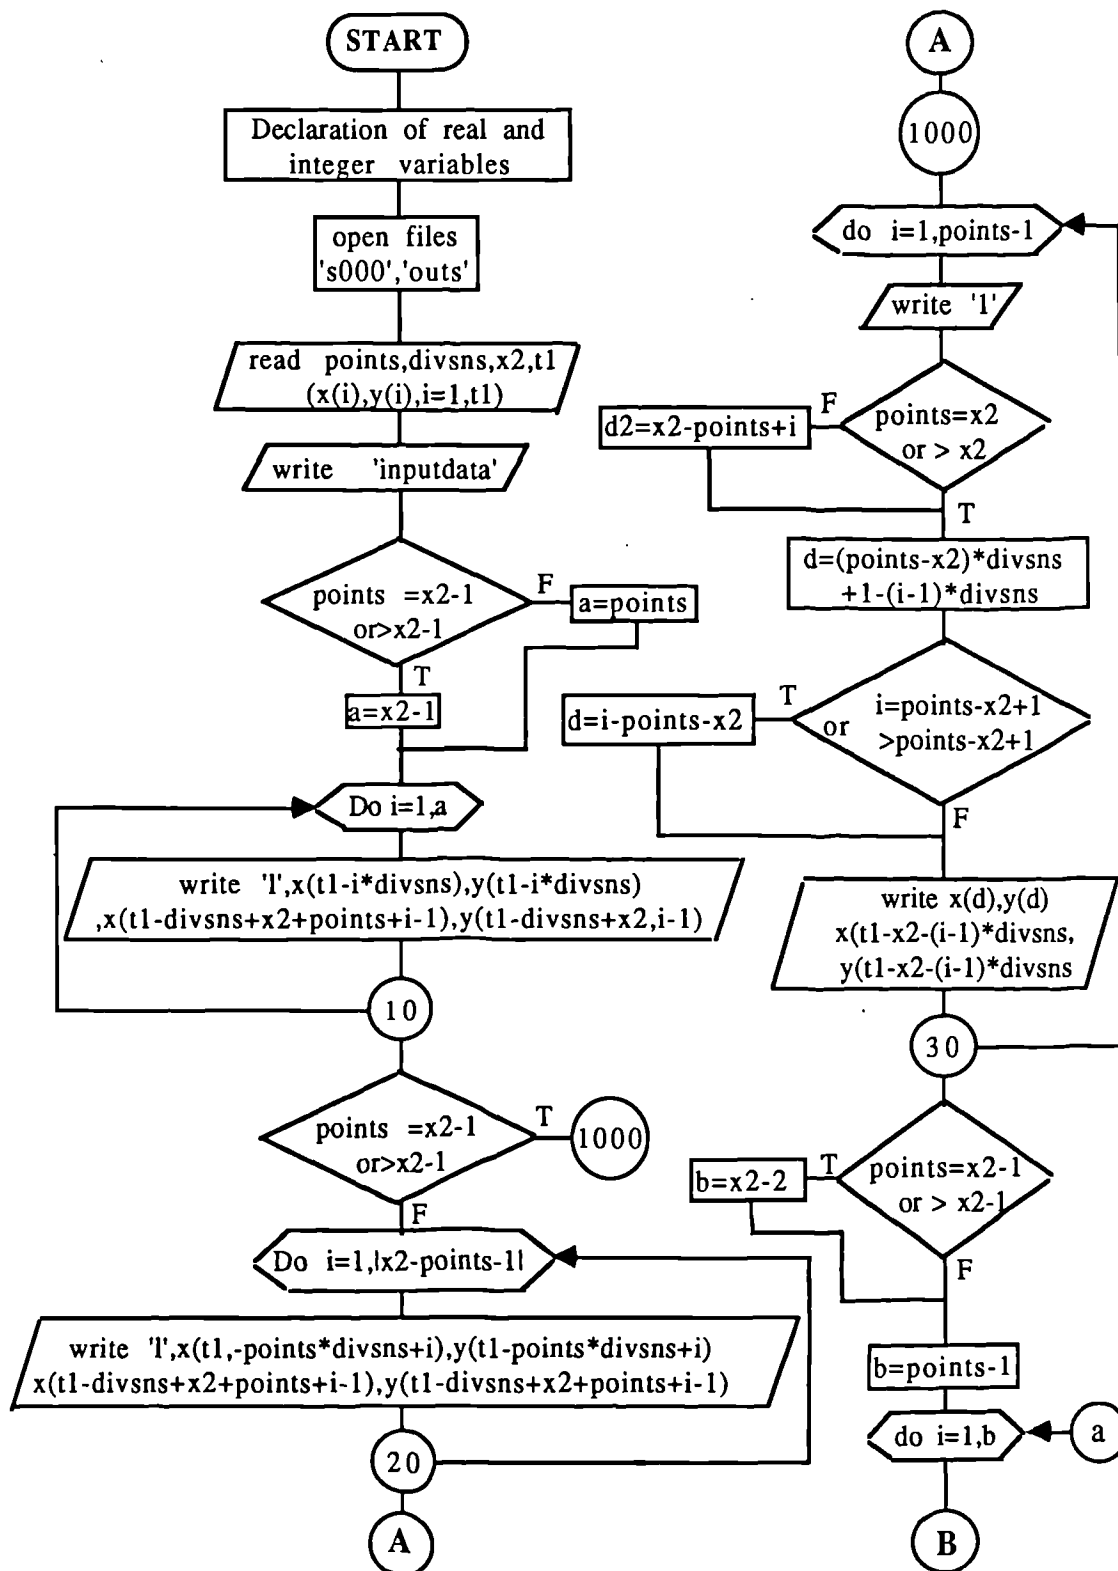 START
Declaration of real and
integer variables
open files
's000','outs'
read points,divsns,x2,t1
(x(i),y(i),i=1,t1)
write 'inputdata'
points =x2-1
or>x2-1
F
a=points
T
a=x2-1
Do i=1,a
write 'l',x(t1-i*divsns),y(t1-i*divsns)
,x(t1-divsns+x2+points+i-1),y(t1-divsns+x2,i-1)
10
points =x2-1
or>x2-1
T
1000
F
Do i=1,|x2-points-1|
write 'l',x(t1,-points*divsns+i),y(t1-points*divsns+i)
x(t1-divsns+x2+points+i-1),y(t1-divsns+x2+points+i-1)
20
A
A
1000
do i=1,points-1
write '1'
points=x2
or > x2
F
d2=x2-points+i
T
d=(points-x2)*divsns
+1-(i-1)*divsns
i=points-x2+1
or >points-x2+1
T
d=i-points-x2
F
write x(d),y(d)
x(t1-x2-(i-1)*divsns,
y(t1-x2-(i-1)*divsns
30
points=x2-1
or > x2-1
T
b=x2-2
F
b=points-1
do i=1,b
a
B